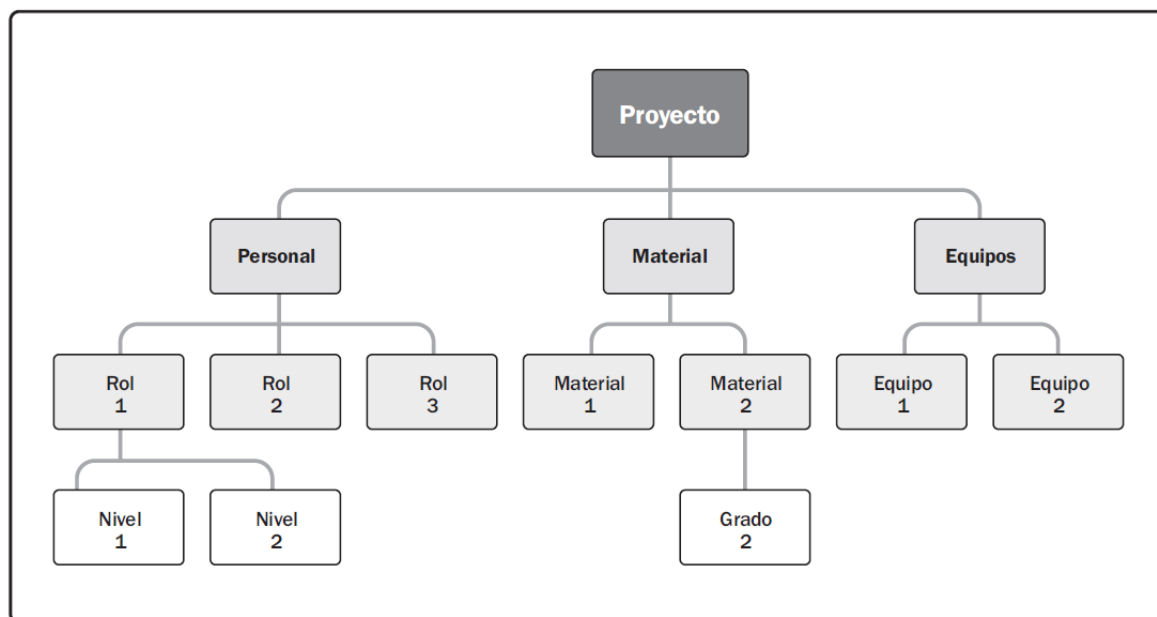 Proyecto
Personal
Material
Equipos
Rol
1
Rol
2
Rol
3
Material
1
Material
2
Equipo
1
Equipo
2
Nivel
1
Nivel
2
Grado
2